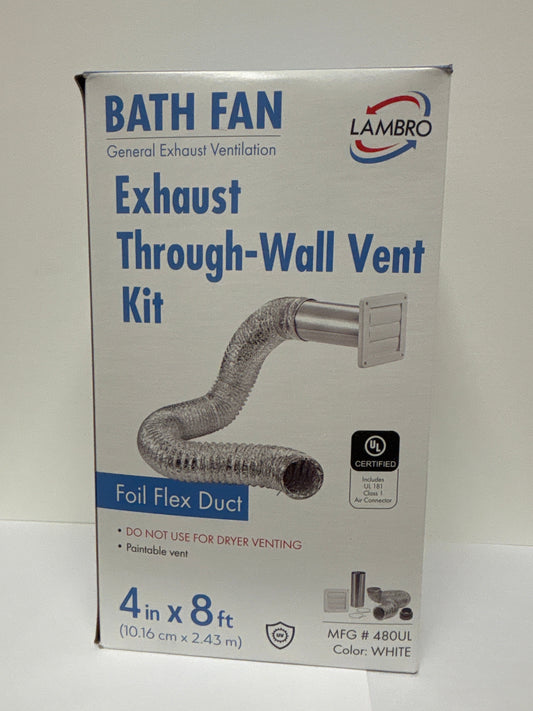 BATH FAN
General Exhaust Ventilation
LAMBRO
Exhaust
Through-Wall Vent
Kit
UL
CERTIFIED
Includes
UL 181
Class 1
Air Connector
Foil Flex Duct
• DO NOT USE FOR DRYER VENTING
• Paintable vent
4 in x 8 ft
(10.16 cm x 2.43 m)
UV
MFG # 480UL
Color: WHITE